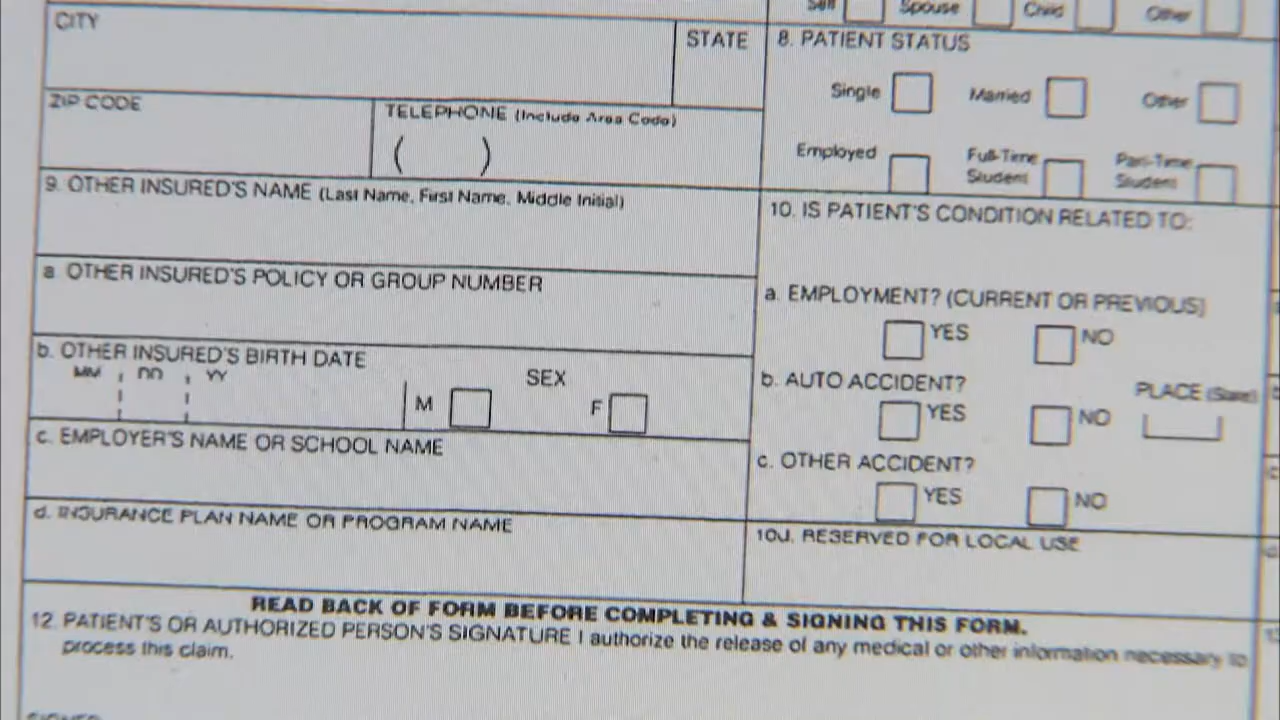 Self Spouse Child Other
CITY
STATE
8. PATIENT STATUS
Single Married Other
ZIP CODE
TELEPHONE (Include Area Code)
( )
Employed Full-Time Student Part-Time Student
9. OTHER INSURED'S NAME (Last Name, First Name, Middle Initial)
10. IS PATIENT'S CONDITION RELATED TO:
a. OTHER INSURED'S POLICY OR GROUP NUMBER
a. EMPLOYMENT? (CURRENT OR PREVIOUS)
YES NO
b. OTHER INSURED'S BIRTH DATE
MM DD YY
SEX
M F
b. AUTO ACCIDENT? PLACE (State)
YES NO
c. EMPLOYER'S NAME OR SCHOOL NAME
c. OTHER ACCIDENT?
YES NO
d. INSURANCE PLAN NAME OR PROGRAM NAME
10d. RESERVED FOR LOCAL USE
READ BACK OF FORM BEFORE COMPLETING & SIGNING THIS FORM.
12. PATIENT'S OR AUTHORIZED PERSON'S SIGNATURE I authorize the release of any medical or other information necessary to
process this claim.
SIGNED